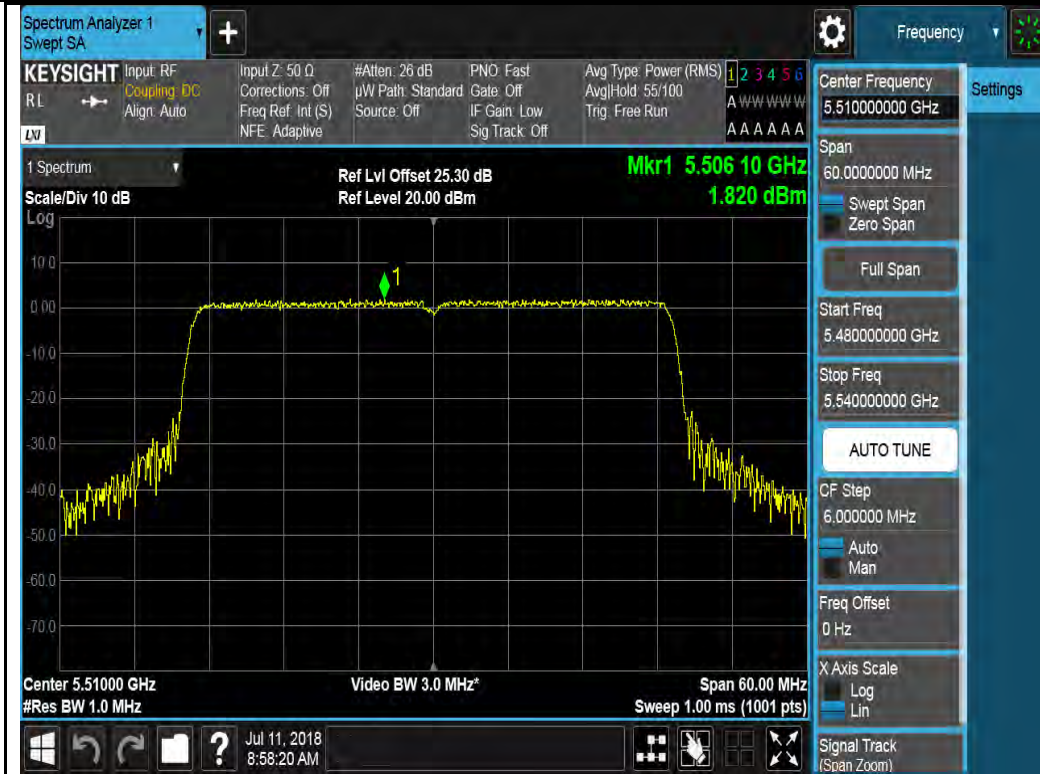 Spectrum Analyzer 1
Swept SA
+
Frequency
KEYSIGHT
RL
LXI
Input: RF
Coupling: DC
Align: Auto
Input Z: 50 Ω
Corrections: Off
Freq Ref: Int (S)
NFE: Adaptive
#Atten: 26 dB
µW Path: Standard
Source: Off
PNO: Fast
Gate: Off
IF Gain: Low
Sig Track: Off
Avg Type: Power (RMS)
Avg|Hold: 55/100
Trig: Free Run
1 2 3 4 5 6
A W W W W W
A A A A A A
1 Spectrum
Scale/Div 10 dB
Ref Lvl Offset 25.30 dB
Ref Level 20.00 dBm
Mkr1 5.506 10 GHz
1.820 dBm
Log
10.0
0.00
-10.0
-20.0
-30.0
-40.0
-50.0
-60.0
-70.0
1
Center 5.51000 GHz
#Res BW 1.0 MHz
Video BW 3.0 MHz*
Span 60.00 MHz
Sweep 1.00 ms (1001 pts)
Center Frequency
5.510000000 GHz
Settings
Span
60.0000000 MHz
Swept Span
Zero Span
Full Span
Start Freq
5.480000000 GHz
Stop Freq
5.540000000 GHz
AUTO TUNE
CF Step
6.000000 MHz
Auto
Man
Freq Offset
0 Hz
X Axis Scale
Log
Lin
Signal Track
(Span Zoom)
?
Jul 11, 2018
8:58:20 AM